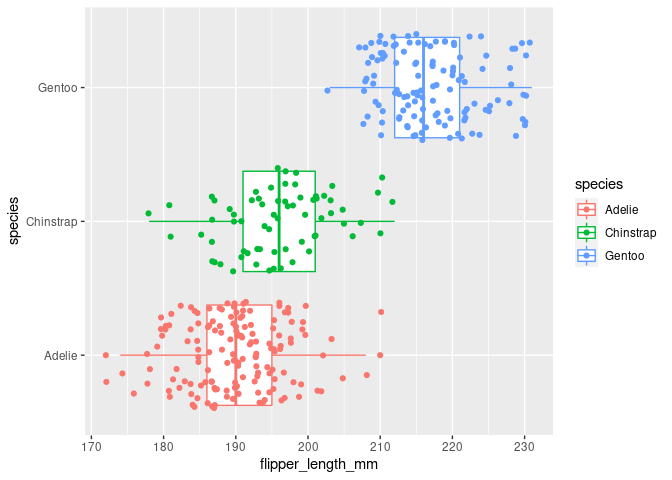 species
Gentoo
Chinstrap
Adelie
170 180 190 200 210 220 230
flipper_length_mm
species
Adelie
Chinstrap
Gentoo